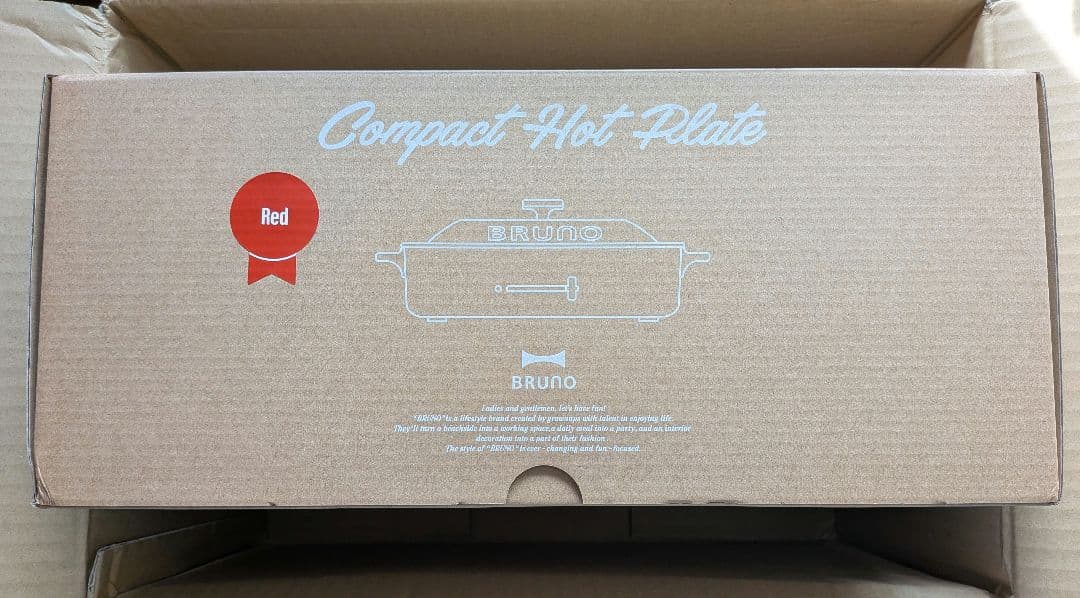 Compact Hot Plate
Red
BRUNO
BRUNO
Ladies and gentlemen, let's have fun!
"BRUNO" is a lifestyle brand created by grownups with talent in enjoying life.
They'll turn a beachside into a working space, a daily meal into a party, and an interior
decoration into a part of their fashion.
The style of "BRUNO" is ever-changing and fun-focused.